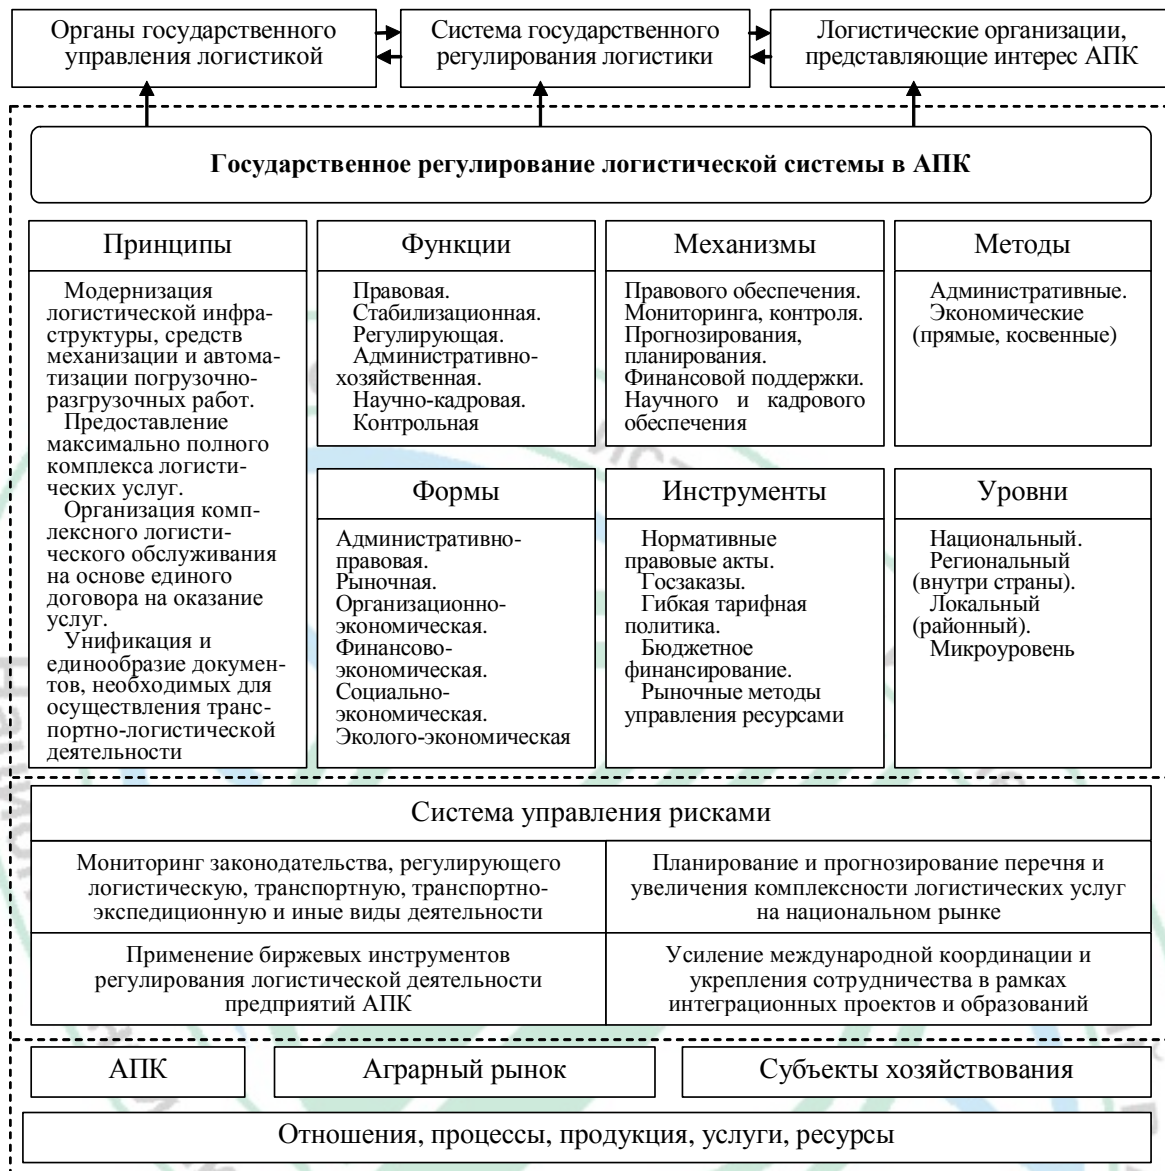 Органы государственного
управления логистикой
Система государственного
регулирования логистики
Логистические организации,
представляющие интерес АПК
Государственное регулирование логистической системы в АПК
Принципы
Модернизация
логистической инфра-
структуры, средств
механизации и автома-
тизации погрузочно-
разгрузочных работ.
Предоставление
максимально полного
комплекса логисти-
ческих услуг.
Организация комп-
лексного логисти-
ческого обслуживания
на основе единого
договора на оказание
услуг.
Унификация и
единообразие докумен-
тов, необходимых для
осуществления транс-
портно-логистической
деятельности
Функции
Правовая.
Стабилизационная.
Регулирующая.
Административно-
хозяйственная.
Научно-кадровая.
Контрольная
Механизмы
Правового обеспечения.
Мониторинга, контроля.
Прогнозирования,
планирования.
Финансовой поддержки.
Научного и кадрового
обеспечения
Методы
Административные.
Экономические
(прямые, косвенные)
Формы
Административно-
правовая.
Рыночная.
Организационно-
экономическая.
Финансово-
экономическая.
Социально-
экономическая.
Эколого-экономическая
Инструменты
Нормативные
правовые акты.
Госзаказы.
Гибкая тарифная
политика.
Бюджетное
финансирование.
Рыночные методы
управления ресурсами
Уровни
Национальный.
Региональный
(внутри страны).
Локальный
(районный).
Микроуровень
Система управления рисками
Мониторинг законодательства, регулирующего
логистическую, транспортную, транспортно-
экспедиционную и иные виды деятельности
Планирование и прогнозирование перечня и
увеличения комплексности логистических услуг
на национальном рынке
Применение биржевых инструментов
регулирования логистической деятельности
предприятий АПК
Усиление международной координации и
укрепления сотрудничества в рамках
интеграционных проектов и образований
АПК
Аграрный рынок
Субъекты хозяйствования
Отношения, процессы, продукция, услуги, ресурсы